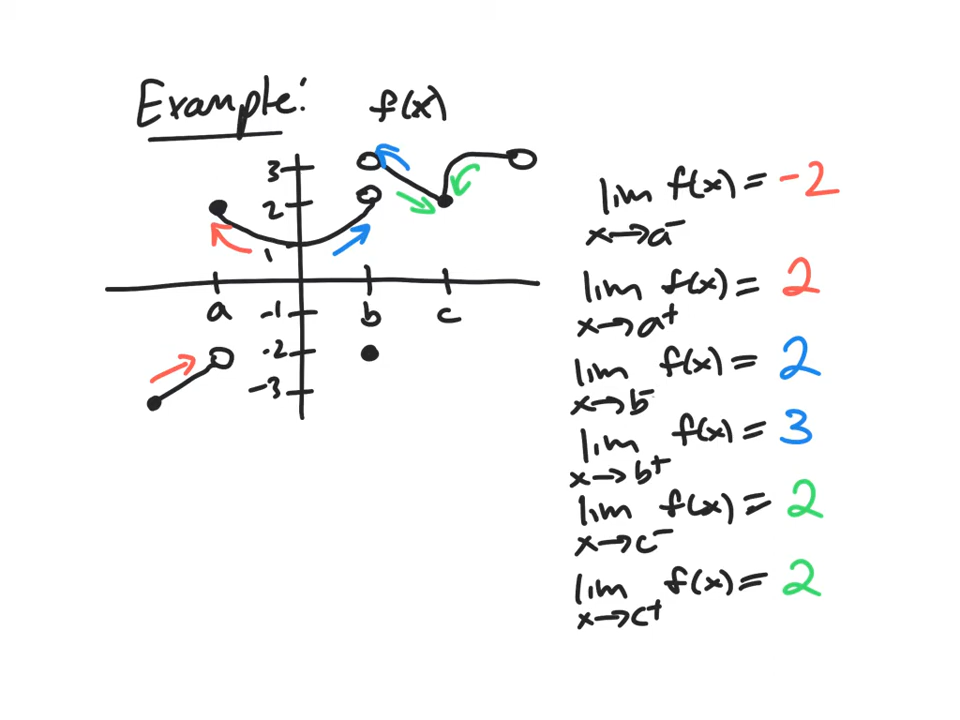 Example: f(x)
3
2
1
a -1 b c
-2
-3
lim f(x) = -2
x→a⁻
lim f(x) = 2
x→a⁺
lim f(x) = 2
x→b⁻
lim f(x) = 3
x→b⁺
lim f(x) = 2
x→c⁻
lim f(x) = 2
x→c⁺